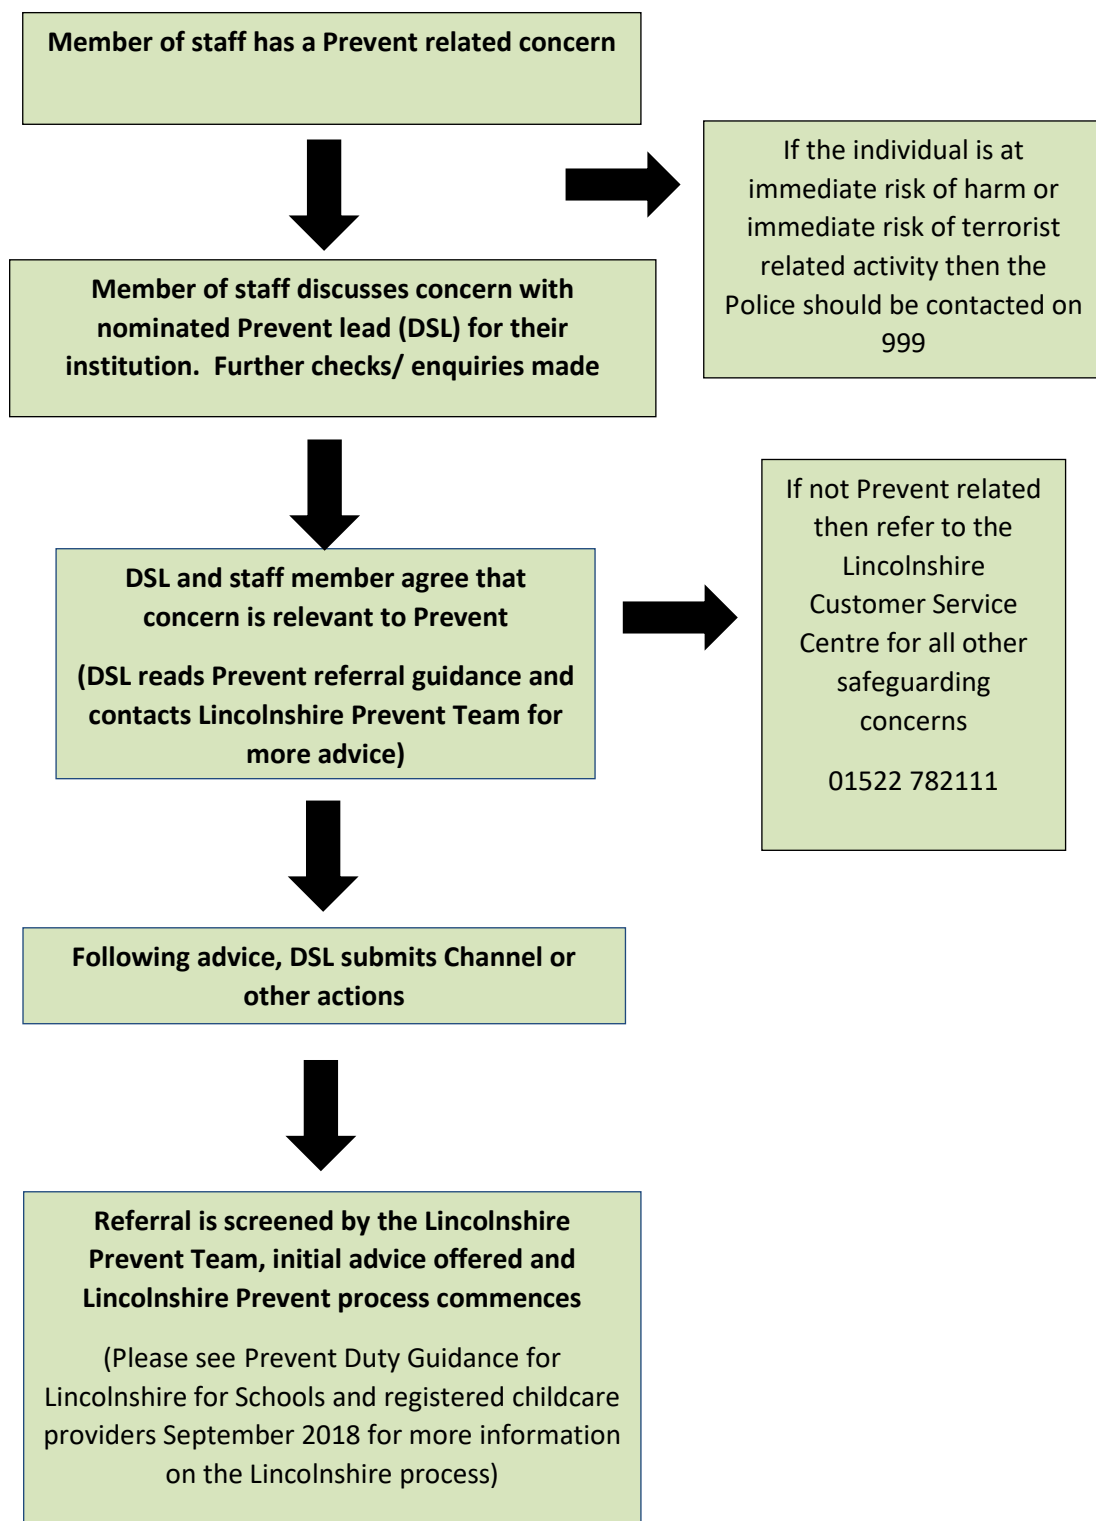 Member of staff has a Prevent related concern
If the individual is at
immediate risk of harm or
immediate risk of terrorist
related activity then the
Police should be contacted on
999
Member of staff discusses concern with
nominated Prevent lead (DSL) for their
institution.  Further checks/ enquiries made
If not Prevent related
then refer to the
Lincolnshire
Customer Service
Centre for all other
safeguarding
concerns
01522 782111
DSL and staff member agree that
concern is relevant to Prevent
(DSL reads Prevent referral guidance and
contacts Lincolnshire Prevent Team for
more advice)
Following advice, DSL submits Channel or
other actions
Referral is screened by the Lincolnshire
Prevent Team, initial advice offered and
Lincolnshire Prevent process commences
(Please see Prevent Duty Guidance for
Lincolnshire for Schools and registered childcare
providers September 2018 for more information
on the Lincolnshire process)